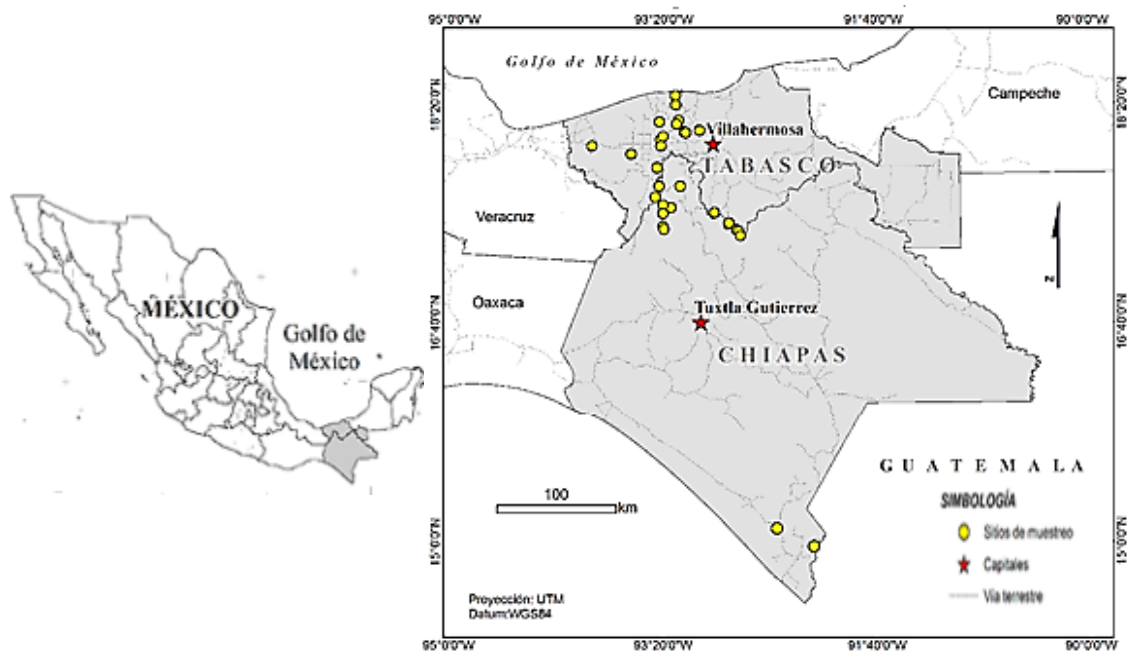 MÉXICO
Golfo de
México
95°0'0"W
93°20'0"W
91°40'0"W
90°0'0"W
Golfo de México
Campeche
18°20'0"N
18°20'0"N
Villahermosa
TABASCO
Veracruz
Oaxaca
N
16°40'0"N
16°40'0"N
Tuxtla Gutierrez
CHIAPAS
GUATEMALA
100
km
SIMBOLOGÍA
Sitios de muestreo
Capitales
Vía terrestre
15°0'0"N
15°0'0"N
Proyección: UTM
Datum:WGS84
95°0'0"W
93°20'0"W
91°40'0"W
90°0'0"W